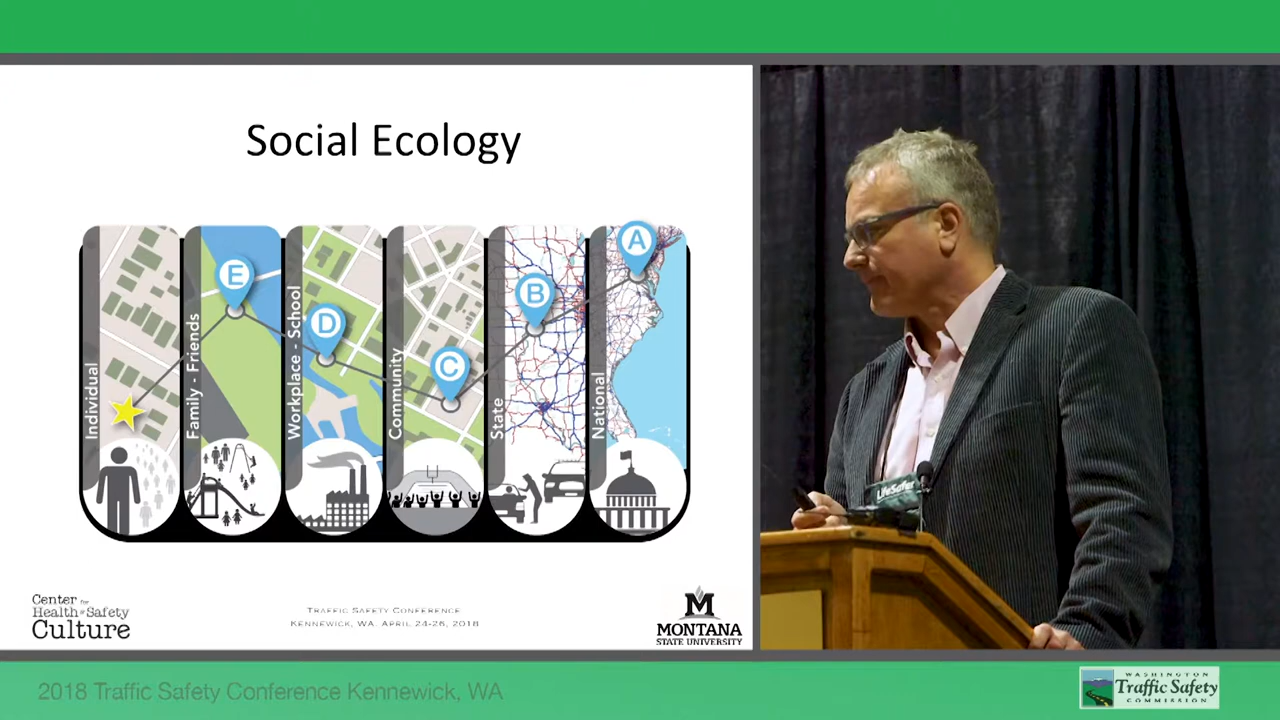 Social Ecology
Individual
Family - Friends
Workplace - School
Community
State
National
E
D
C
B
A
Center for
Health & Safety
Culture
TRAFFIC SAFETY CONFERENCE
KENNEWICK, WA. APRIL 24-26, 2018
M
MONTANA
STATE UNIVERSITY
LifeSafer
2018 Traffic Safety Conference Kennewick, WA
WASHINGTON
Traffic Safety
COMMISSION